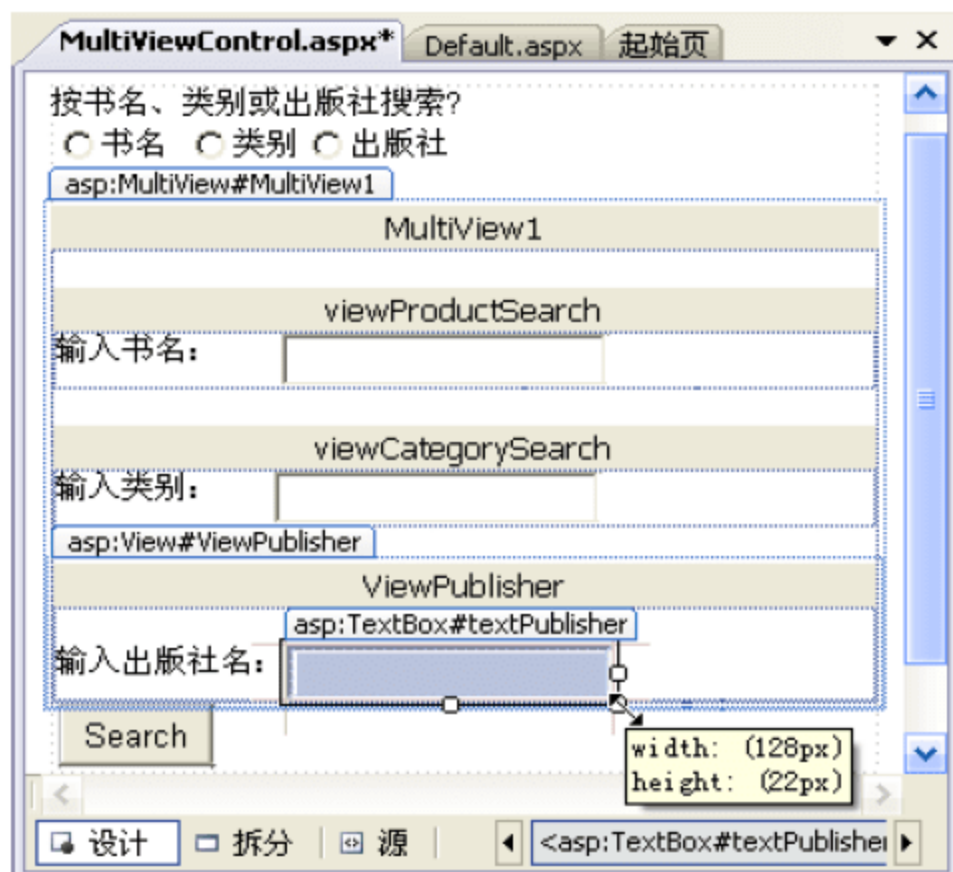 MultiViewControl.aspx* Default.aspx 起始页
按书名、类别或出版社搜索?
书名 类别 出版社
asp:MultiView#MultiView1
MultiView1
viewProductSearch
输入书名：
viewCategorySearch
输入类别：
asp:View#ViewPublisher
ViewPublisher
asp:TextBox#textPublisher
输入出版社名：
Search
width: (128px)
height: (22px)
设计 拆分 源 <asp:TextBox#textPublisher